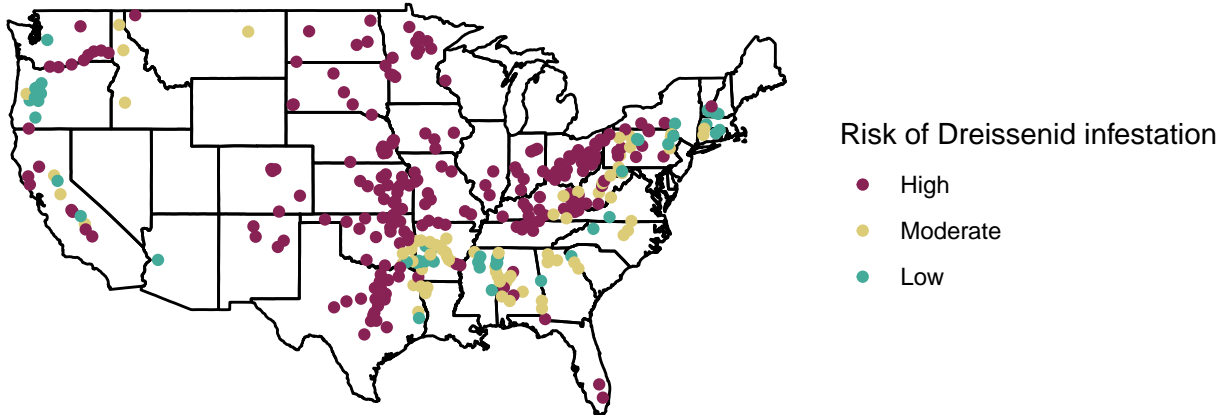 Risk of Dreissenid infestation
High
Moderate
Low